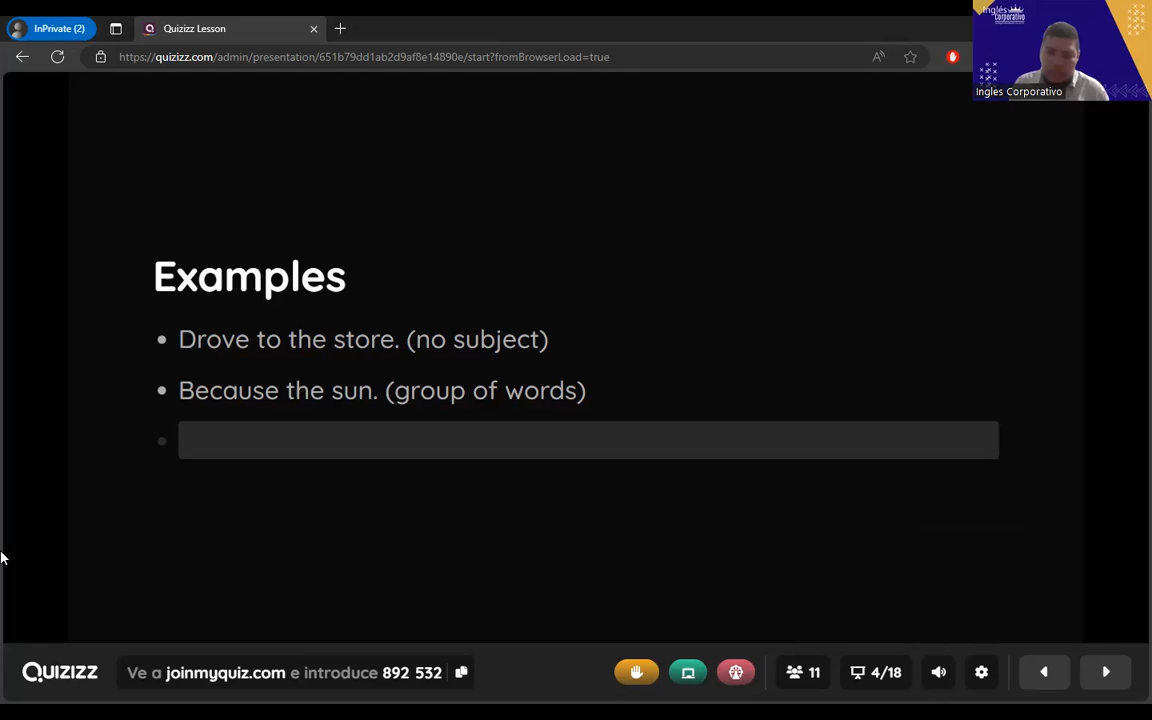 InPrivate (2)
Quizizz Lesson
https://quizizz.com/admin/presentation/651b79dd1ab2d9af8e14890e/start?fromBrowserLoad=true
Inglés
Corporativo
Ingles Corporativo
Examples
• Drove to the store. (no subject)
• Because the sun. (group of words)
QUIZIZZ
Ve a joinmyquiz.com e introduce 892 532
11
4/18